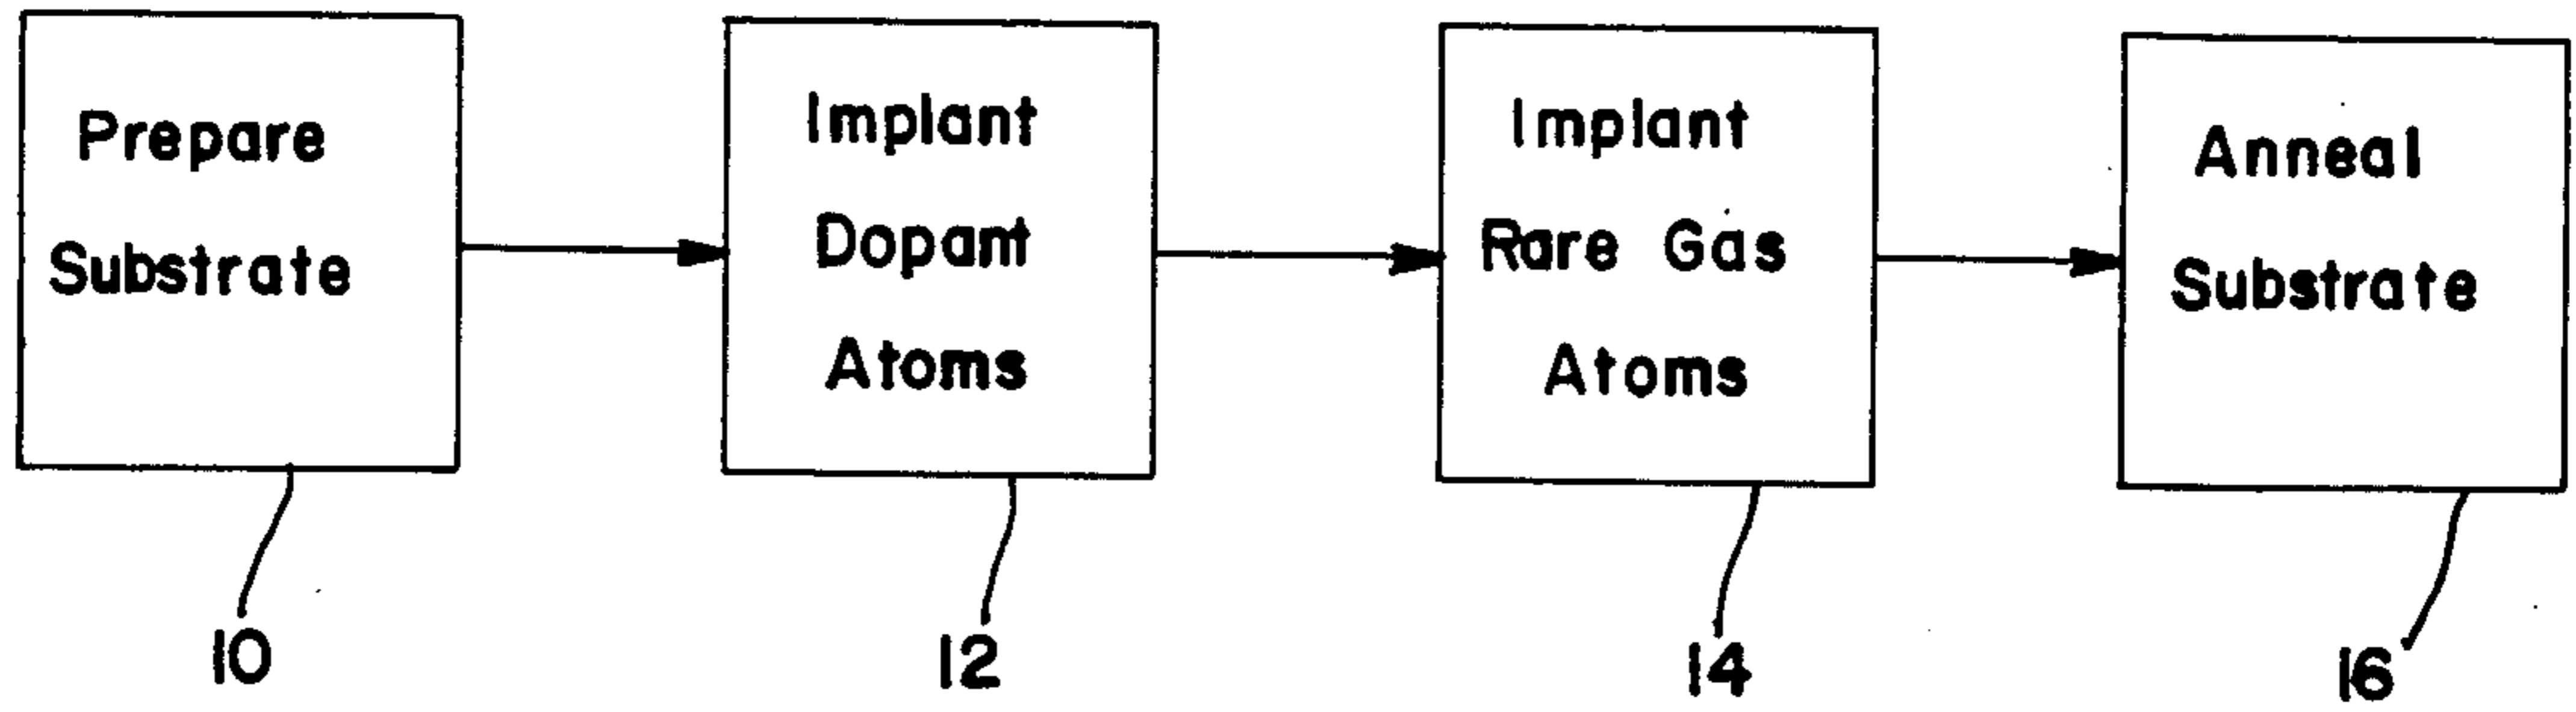 Prepare
Substrate
Implant
Dopant
Atoms
Implant
Rare Gas
Atoms
Anneal
Substrate
10
12
14
16